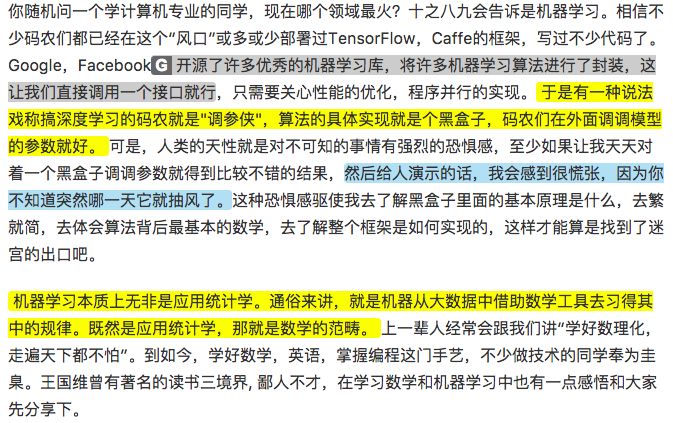 你随机问一个学计算机专业的同学，现在哪个领域最火？十之八九会告诉是机器学习。相信不
少码农们都已经在这个“风口”或多或少部署过TensorFlow，Caffe的框架，写过不少代码了。
Google，Facebook G 开源了许多优秀的机器学习库，将许多机器学习算法进行了封装，这
让我们直接调用一个接口就行，只需要关心性能的优化，程序并行的实现。于是有一种说法
戏称搞深度学习的码农就是"调参侠"，算法的具体实现就是个黑盒子，码农们在外面调调模型
的参数就好。可是，人类的天性就是对不可知的事情有强烈的恐惧感，至少如果让我天天对
着一个黑盒子调调参数就得到比较不错的结果，然后给人演示的话，我会感到很慌张，因为你
不知道突然哪一天它就抽风了。这种恐惧感驱使我去了解黑盒子里面的基本原理是什么，去繁
就简，去体会算法背后最基本的数学，去了解整个框架是如何实现的，这样才能算是找到了迷
宫的出口吧。
机器学习本质上无非是应用统计学。通俗来讲，就是机器从大数据中借助数学工具去习得其
中的规律。既然是应用统计学，那就是数学的范畴。上一辈人经常会跟我们讲“学好数理化，
走遍天下都不怕”。到如今，学好数学，英语，掌握编程这门手艺，不少做技术的同学奉为圭
臬。王国维曾有著名的读书三境界, 鄙人不才，在学习数学和机器学习中也有一点感悟和大家
先分享下。